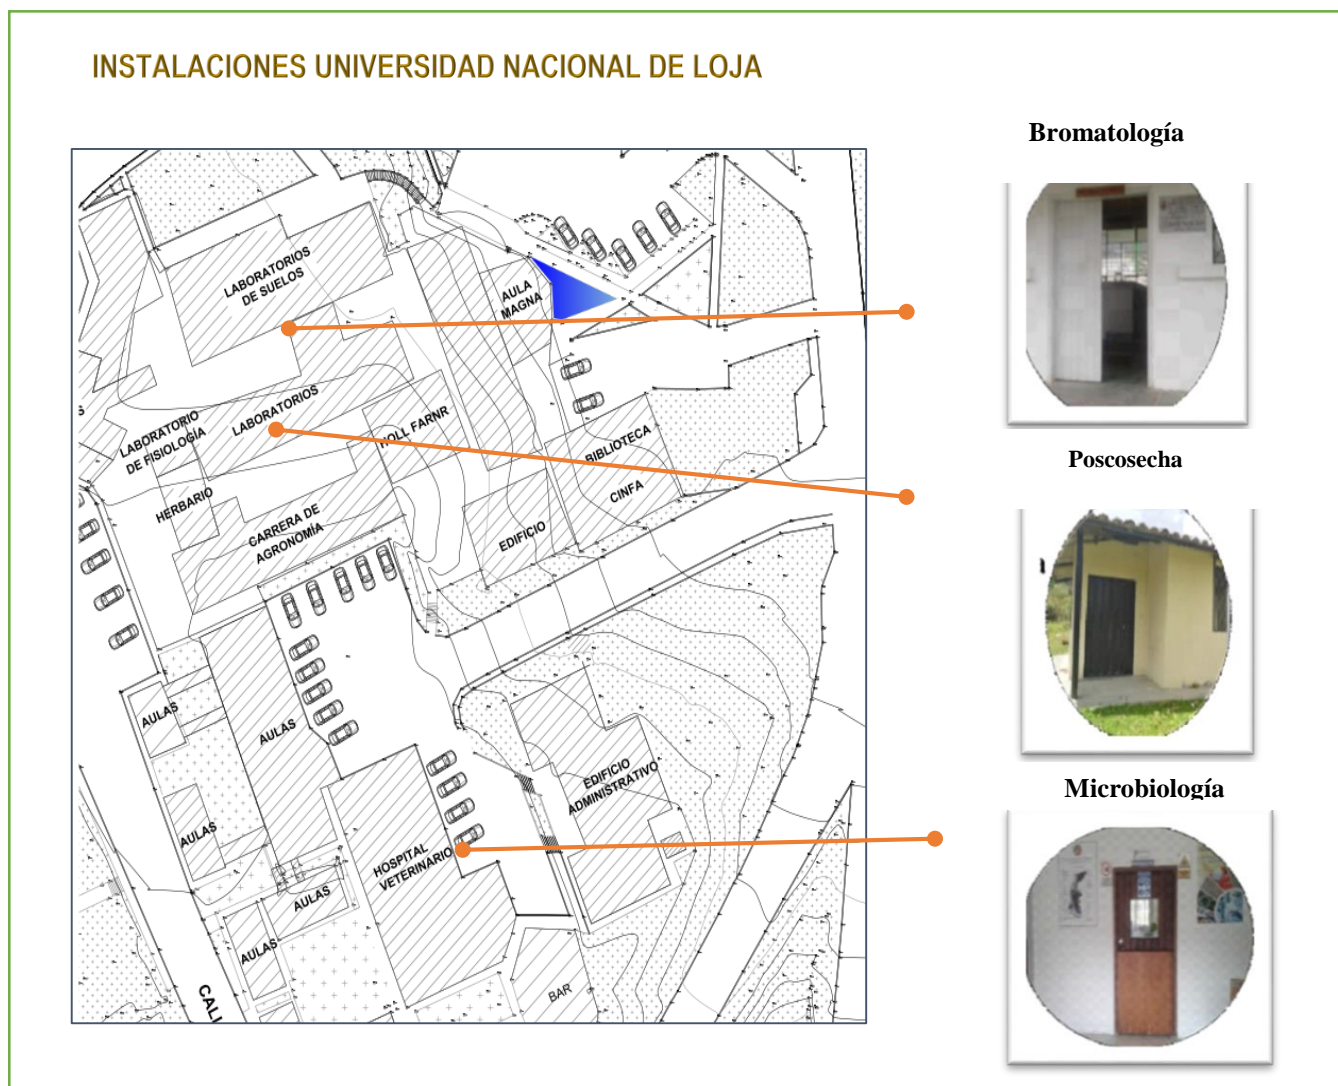 INSTALACIONES UNIVERSIDAD NACIONAL DE LOJA
Bromatología
Poscosecha
Microbiología
LABORATORIOS
DE SUELOS
AULA
MAGNA
LABORATORIOS
LABORATORIO
DE FISIOLOGÍA
HOLL FARNR
BIBLIOTECA
CINFA
HERBARIO
CARRERA DE
AGRONOMÍA
EDIFICIO
AULAS
AULAS
EDIFICIO
ADMINISTRATIVO
AULAS
HOSPITAL
VETERINARIO
AULAS
AULAS
BAR